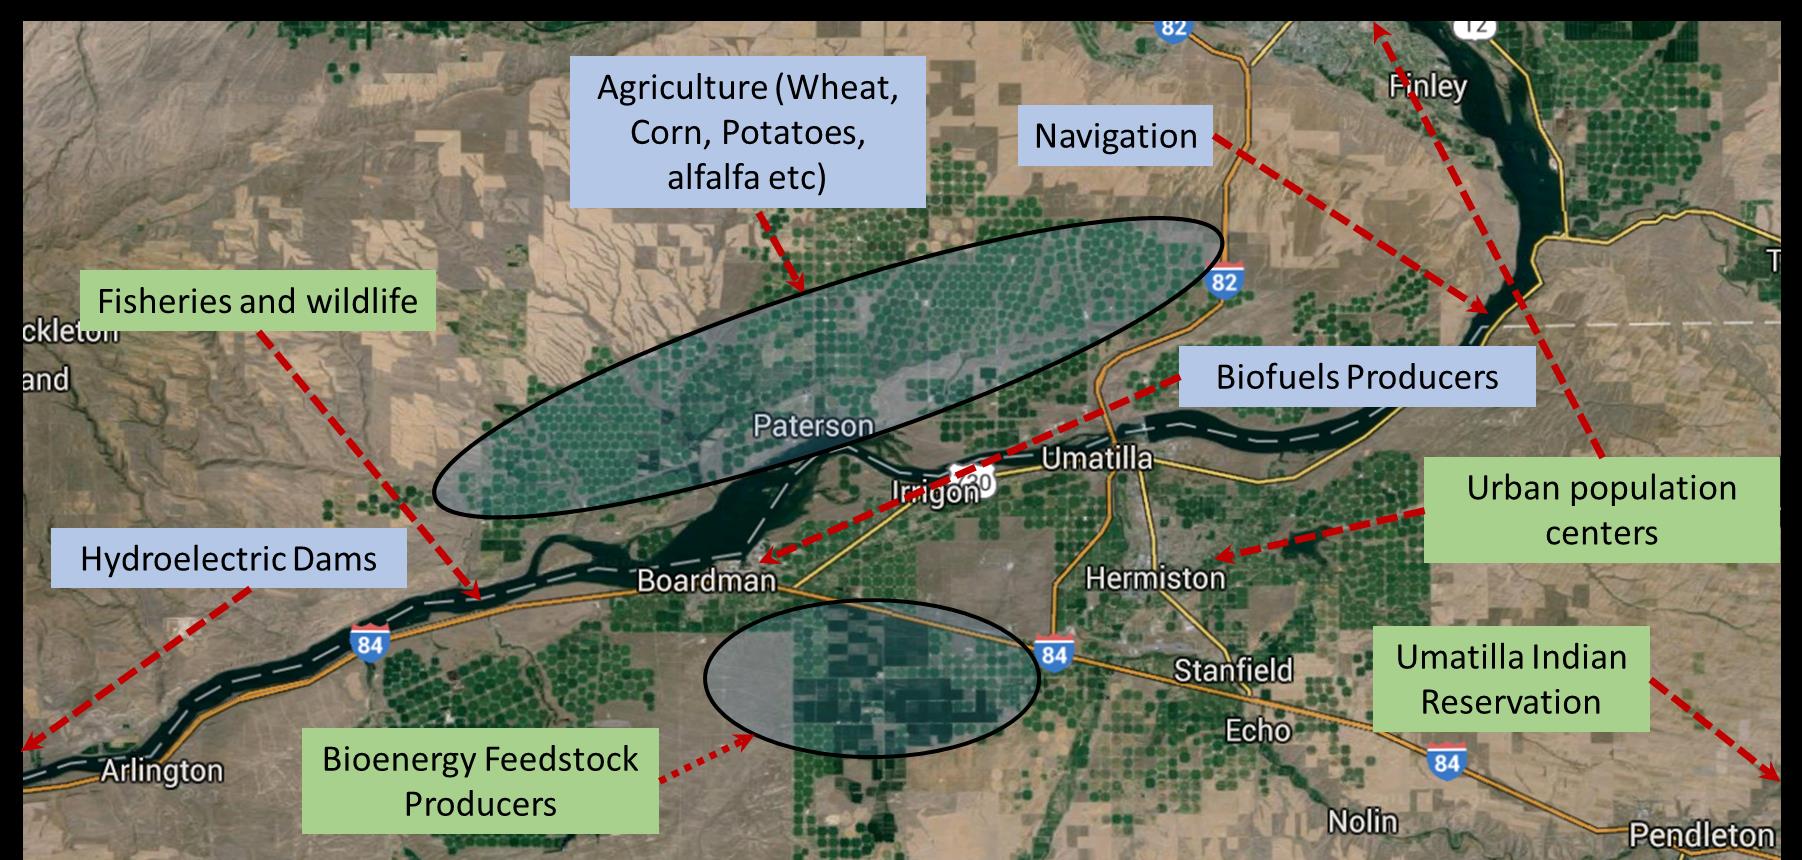 82
12
Agriculture (Wheat,
Corn, Potatoes,
alfalfa etc)
Finley
Navigation
T
82
Fisheries and wildlife
ckleton
and
Biofuels Producers
Paterson
Umatilla
Irrigon
Urban population
centers
Hydroelectric Dams
Boardman
Hermiston
84
84
Umatilla Indian
Reservation
Stanfield
Echo
Bioenergy Feedstock
Producers
Arlington
84
Nolin
Pendleton